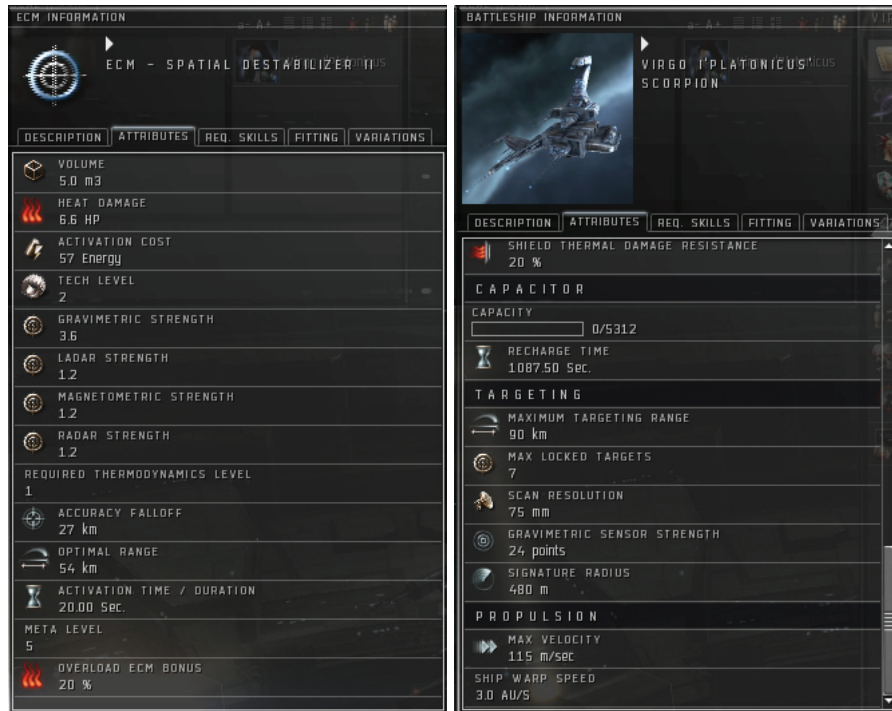 ECM INFORMATION
ECM - SPATIAL DESTABILIZER II
DESCRIPTION ATTRIBUTES REQ. SKILLS FITTING VARIATIONS
VOLUME
5.0 m3
HEAT DAMAGE
6.6 HP
ACTIVATION COST
57 Energy
TECH LEVEL
2
GRAVIMETRIC STRENGTH
3.6
LADAR STRENGTH
1.2
MAGNETOMETRIC STRENGTH
1.2
RADAR STRENGTH
1.2
REQUIRED THERMODYNAMICS LEVEL
1
ACCURACY FALLOFF
27 km
OPTIMAL RANGE
54 km
ACTIVATION TIME / DURATION
20.00 Sec.
META LEVEL
5
OVERLOAD ECM BONUS
20 %
BATTLESHIP INFORMATION
VIRGO I'PLATONICUS'
SCORPION
DESCRIPTION ATTRIBUTES REQ. SKILLS FITTING VARIATIONS
SHIELD THERMAL DAMAGE RESISTANCE
20 %
CAPACITOR
CAPACITY
0/5312
RECHARGE TIME
1087.50 Sec.
TARGETING
MAXIMUM TARGETING RANGE
90 km
MAX LOCKED TARGETS
7
SCAN RESOLUTION
75 mm
GRAVIMETRIC SENSOR STRENGTH
24 points
SIGNATURE RADIUS
480 m
PROPULSION
MAX VELOCITY
115 m/sec
SHIP WARP SPEED
3.0 AU/S